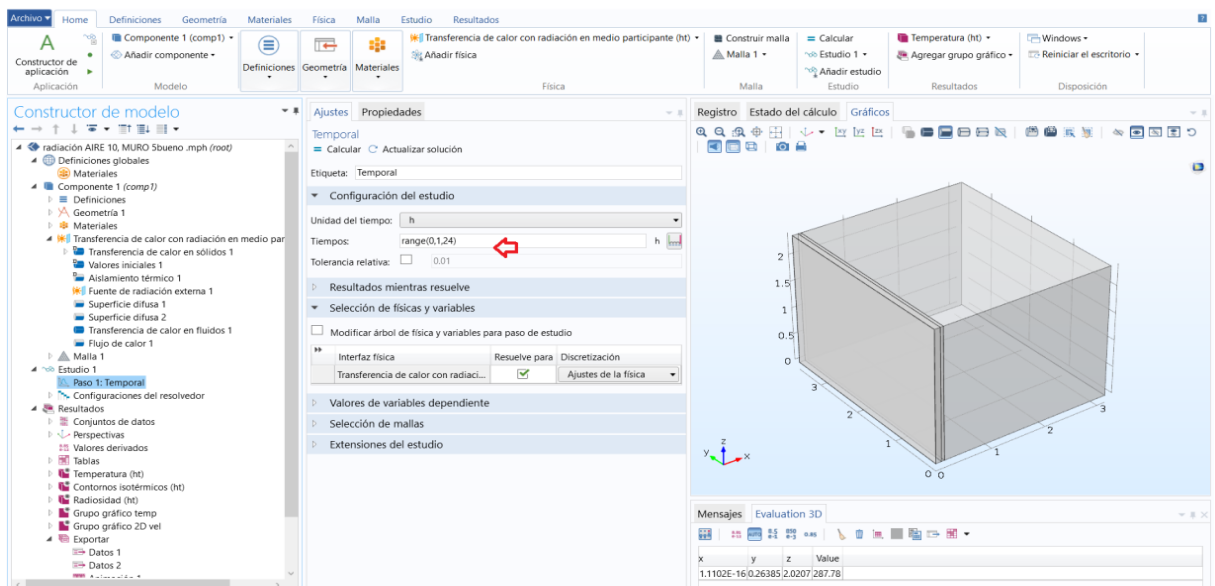 Archivo Home Definiciones Geometría Materiales Física Malla Estudio Resultados
Constructor de aplicación
Aplicación
Componente 1 (comp1)
Añadir componente
Modelo
Definiciones
Geometría
Materiales
Transferencia de calor con radiación en medio participante (ht)
Añadir física
Física
Construir malla
Malla 1
Malla
Calcular
Estudio 1
Añadir estudio
Estudio
Temperatura (ht)
Agregar grupo gráfico
Resultados
Windows
Reiniciar el escritorio
Disposición
Constructor de modelo
radiación AIRE 10, MURO 5bueno .mph (root)
Definiciones globales
Materiales
Componente 1 (comp1)
Definiciones
Geometría 1
Materiales
Transferencia de calor con radiación en medio par
Transferencia de calor en sólidos 1
Valores iniciales 1
Aislamiento térmico 1
Fuente de radiación externa 1
Superficie difusa 1
Superficie difusa 2
Transferencia de calor en fluidos 1
Flujo de calor 1
Malla 1
Estudio 1
Paso 1: Temporal
Configuraciones del resolvedor
Resultados
Conjuntos de datos
Perspectivas
Valores derivados
Tablas
Temperatura (ht)
Contornos isotérmicos (ht)
Radiosidad (ht)
Grupo gráfico temp
Grupo gráfico 2D vel
Exportar
Datos 1
Datos 2
Ajustes Propiedades
Temporal
Calcular Actualizar solución
Etiqueta: Temporal
Configuración del estudio
Unidad del tiempo: h
Tiempos: range(0,1,24) h
Tolerancia relativa: 0.01
Resultados mientras resuelve
Selección de físicas y variables
Modificar árbol de física y variables para paso de estudio
Interfaz física Resuelve para Discretización
Transferencia de calor con radiaci... Ajustes de la física
Valores de variables dependiente
Selección de mallas
Extensiones del estudio
Registro Estado del cálculo Gráficos
2
1.5
1
0.5
0
3
2
1
0
0
1
2
3
z
y
x
Mensajes Evaluation 3D
x y z Value
1.1102E-16 0.26385 2.0207 287.78